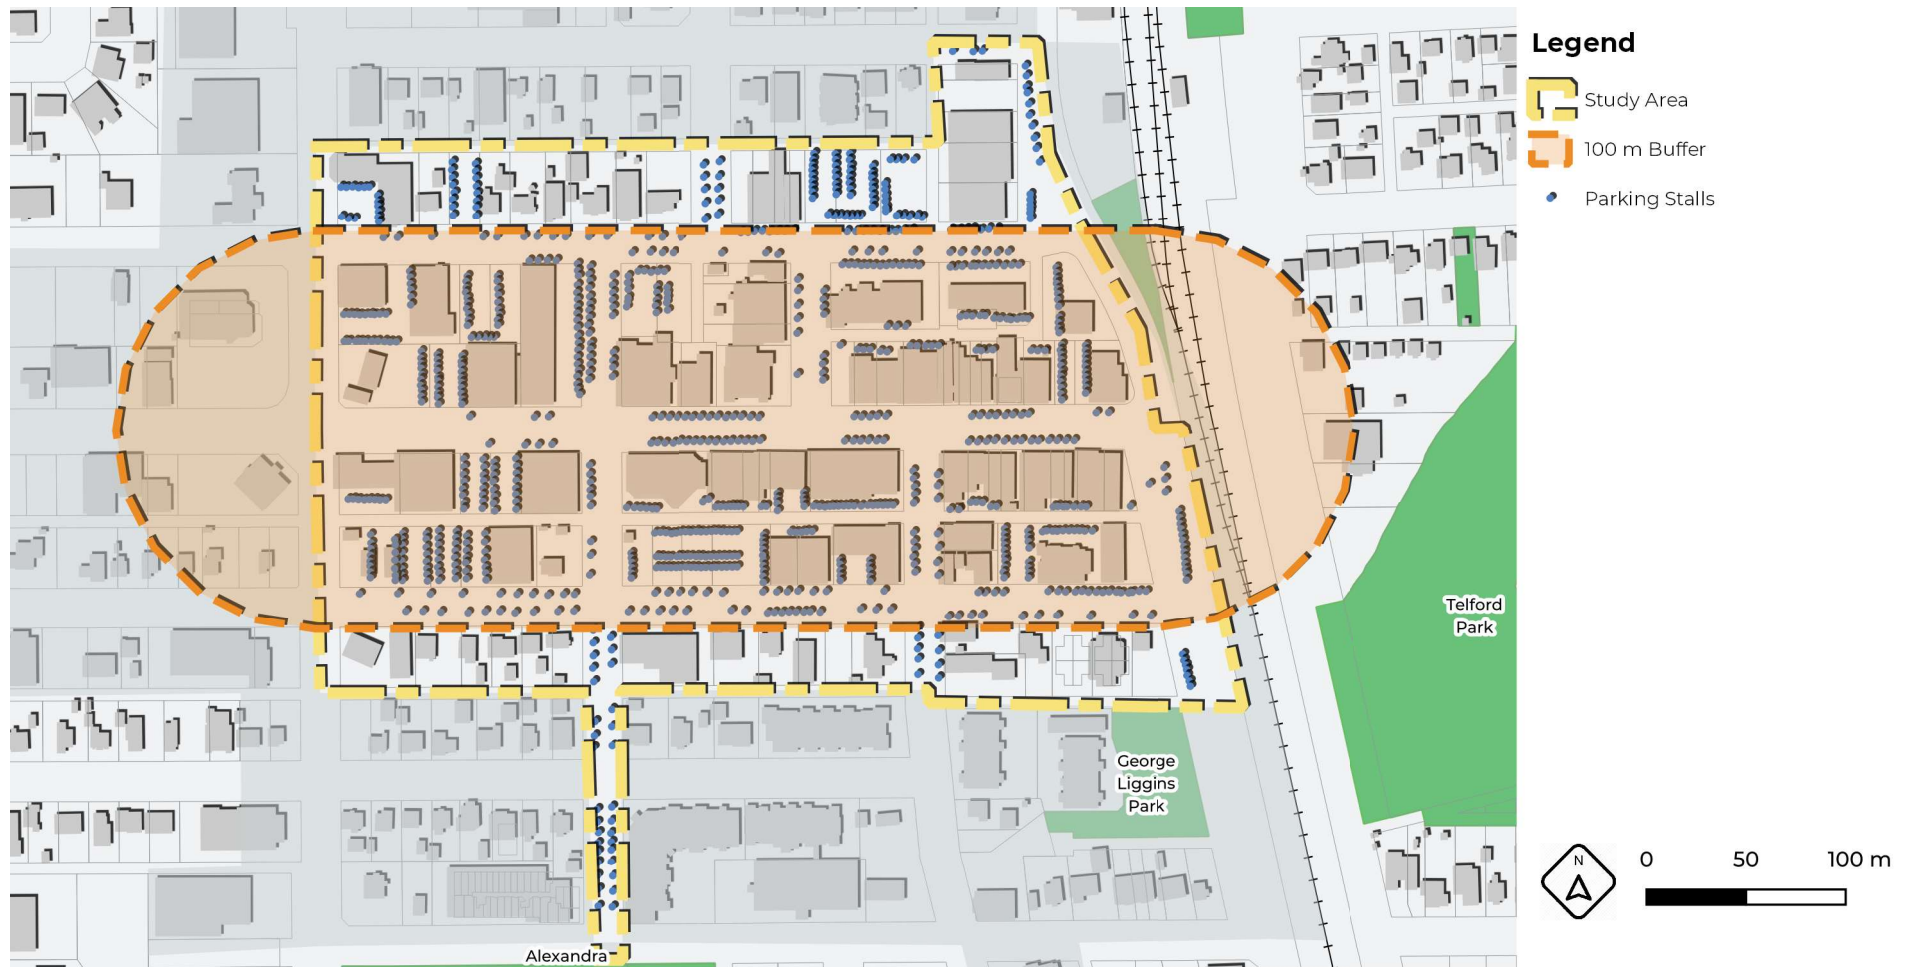 Legend
Study Area
100 m Buffer
Parking Stalls
Telford
Park
George
Liggins
Park
N
0 50 100 m
Alexandra